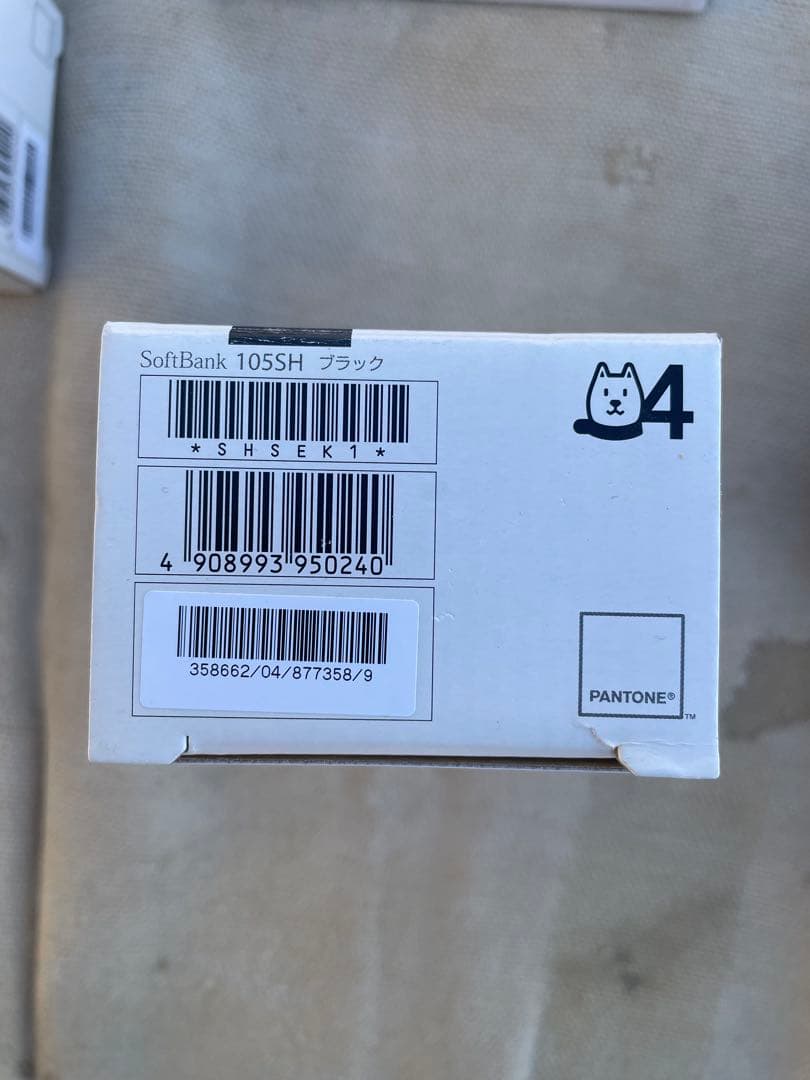 SoftBank 105SH ブラック
*SHSEK1*
4 908993 950240
358662/04/877358/9
4
PANTONE®
TM